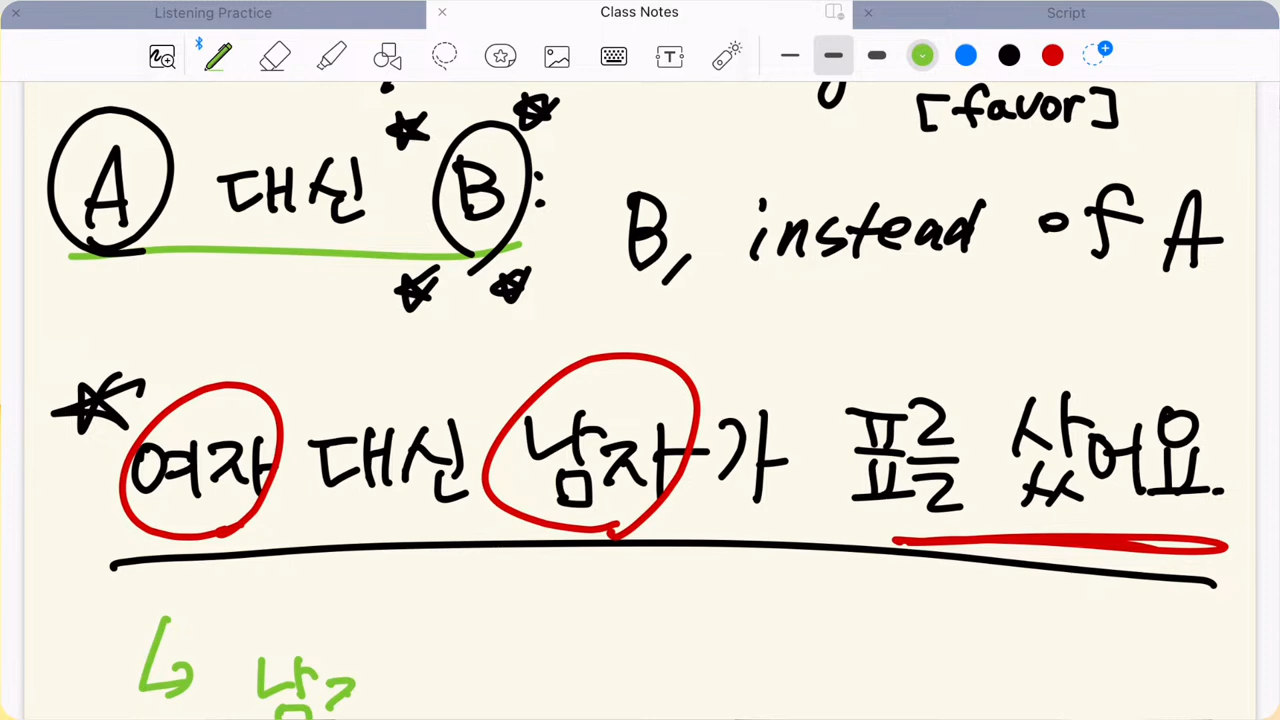 Listening Practice Class Notes Script
[favor]
A 대신 B: B, instead of A
여자 대신 남자가 표를 샀어요.